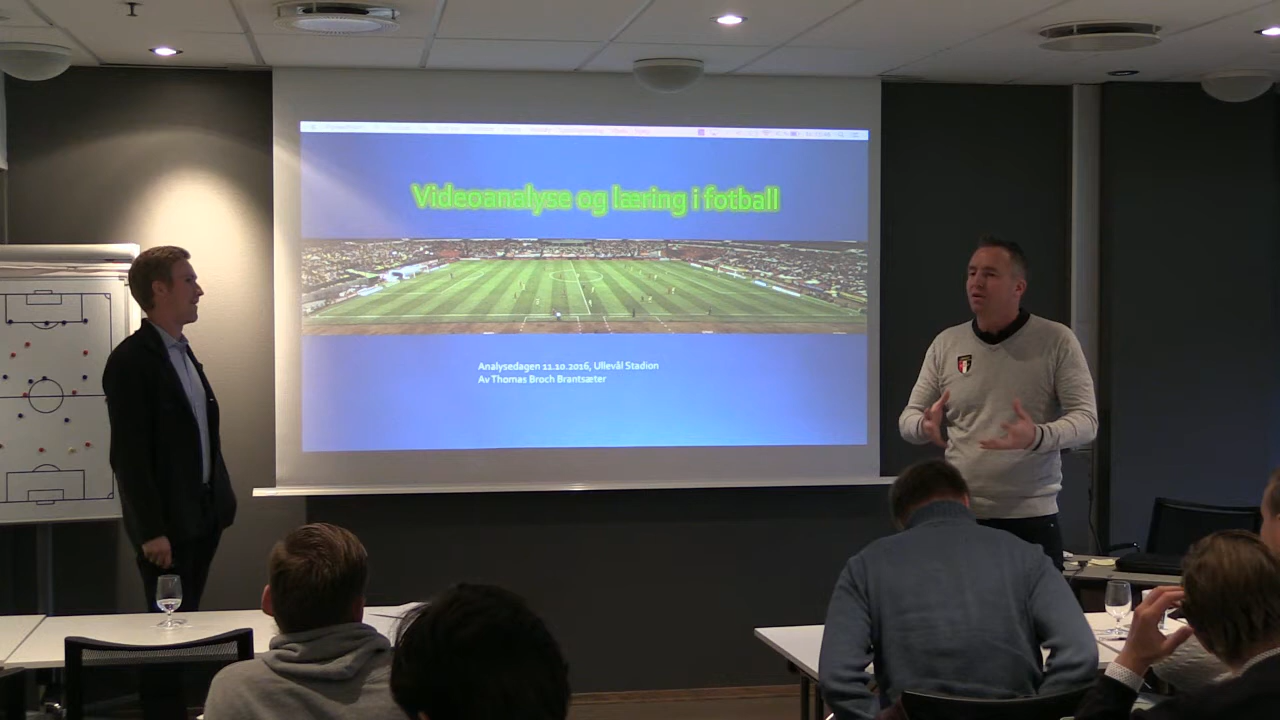 Videoanalyse og læring i fotball
Analysedagen 11.10.2016, Ullevål Stadion
Av Thomas Broch Brantsæter